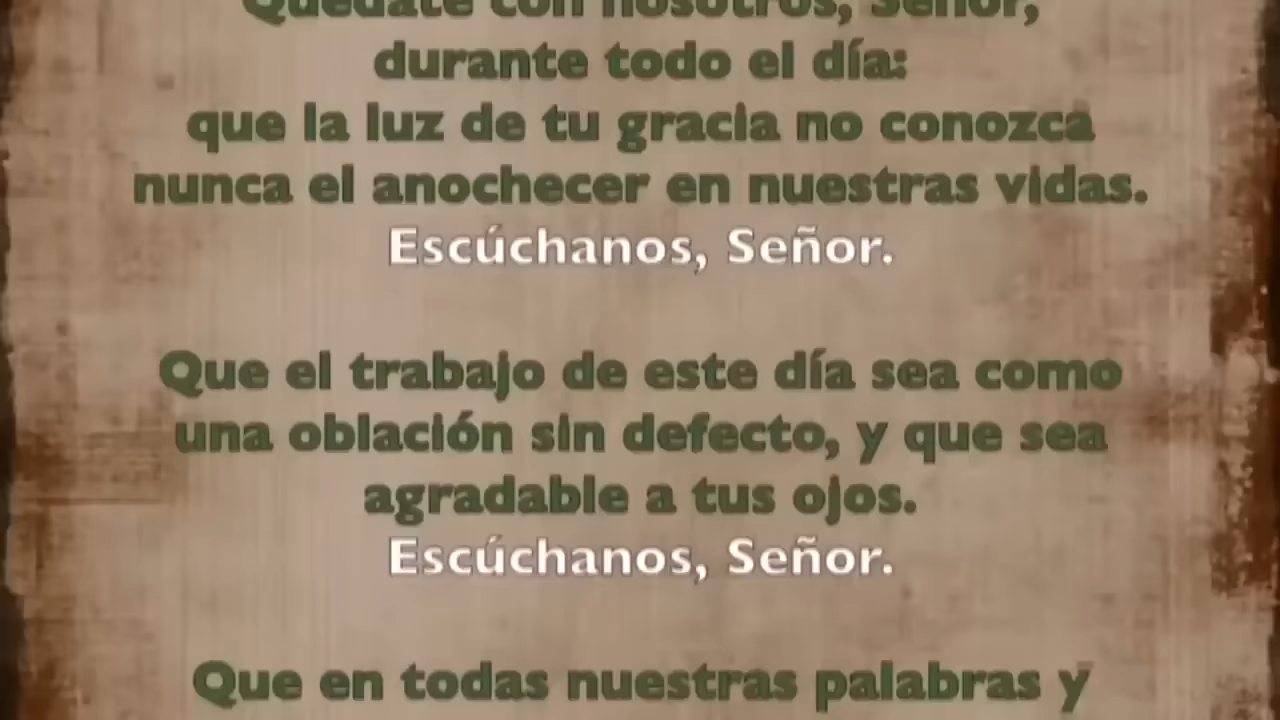 Quédate con nosotros, Señor,
durante todo el día:
que la luz de tu gracia no conozca
nunca el anochecer en nuestras vidas.
Escúchanos, Señor.
Que el trabajo de este día sea como
una oblación sin defecto, y que sea
agradable a tus ojos.
Escúchanos, Señor.
Que en todas nuestras palabras y